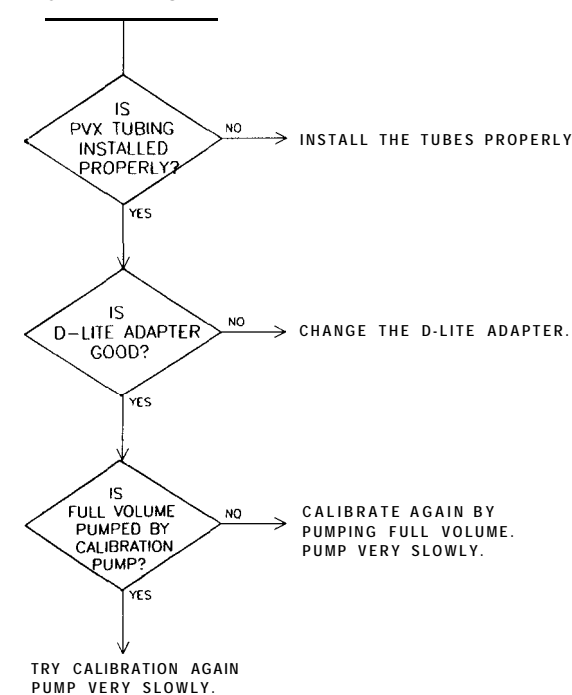 IS
PVX TUBING
INSTALLED
PROPERLY?
NO
INSTALL THE TUBES PROPERLY
YES
IS
D-LITE ADAPTER
GOOD?
NO
CHANGE THE D-LITE ADAPTER.
YES
IS
FULL VOLUME
PUMPED BY
CALIBRATION
PUMP?
NO
CALIBRATE AGAIN BY
PUMPING FULL VOLUME.
PUMP VERY SLOWLY.
YES
TRY CALIBRATION AGAIN
PUMP VERY SLOWLY.